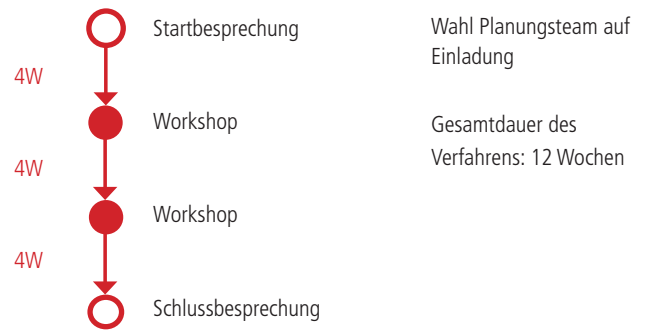 Startbesprechung
4W
Workshop
4W
Workshop
4W
Schlussbesprechung
Wahl Planungsteam auf
Einladung
Gesamtdauer des
Verfahrens: 12 Wochen